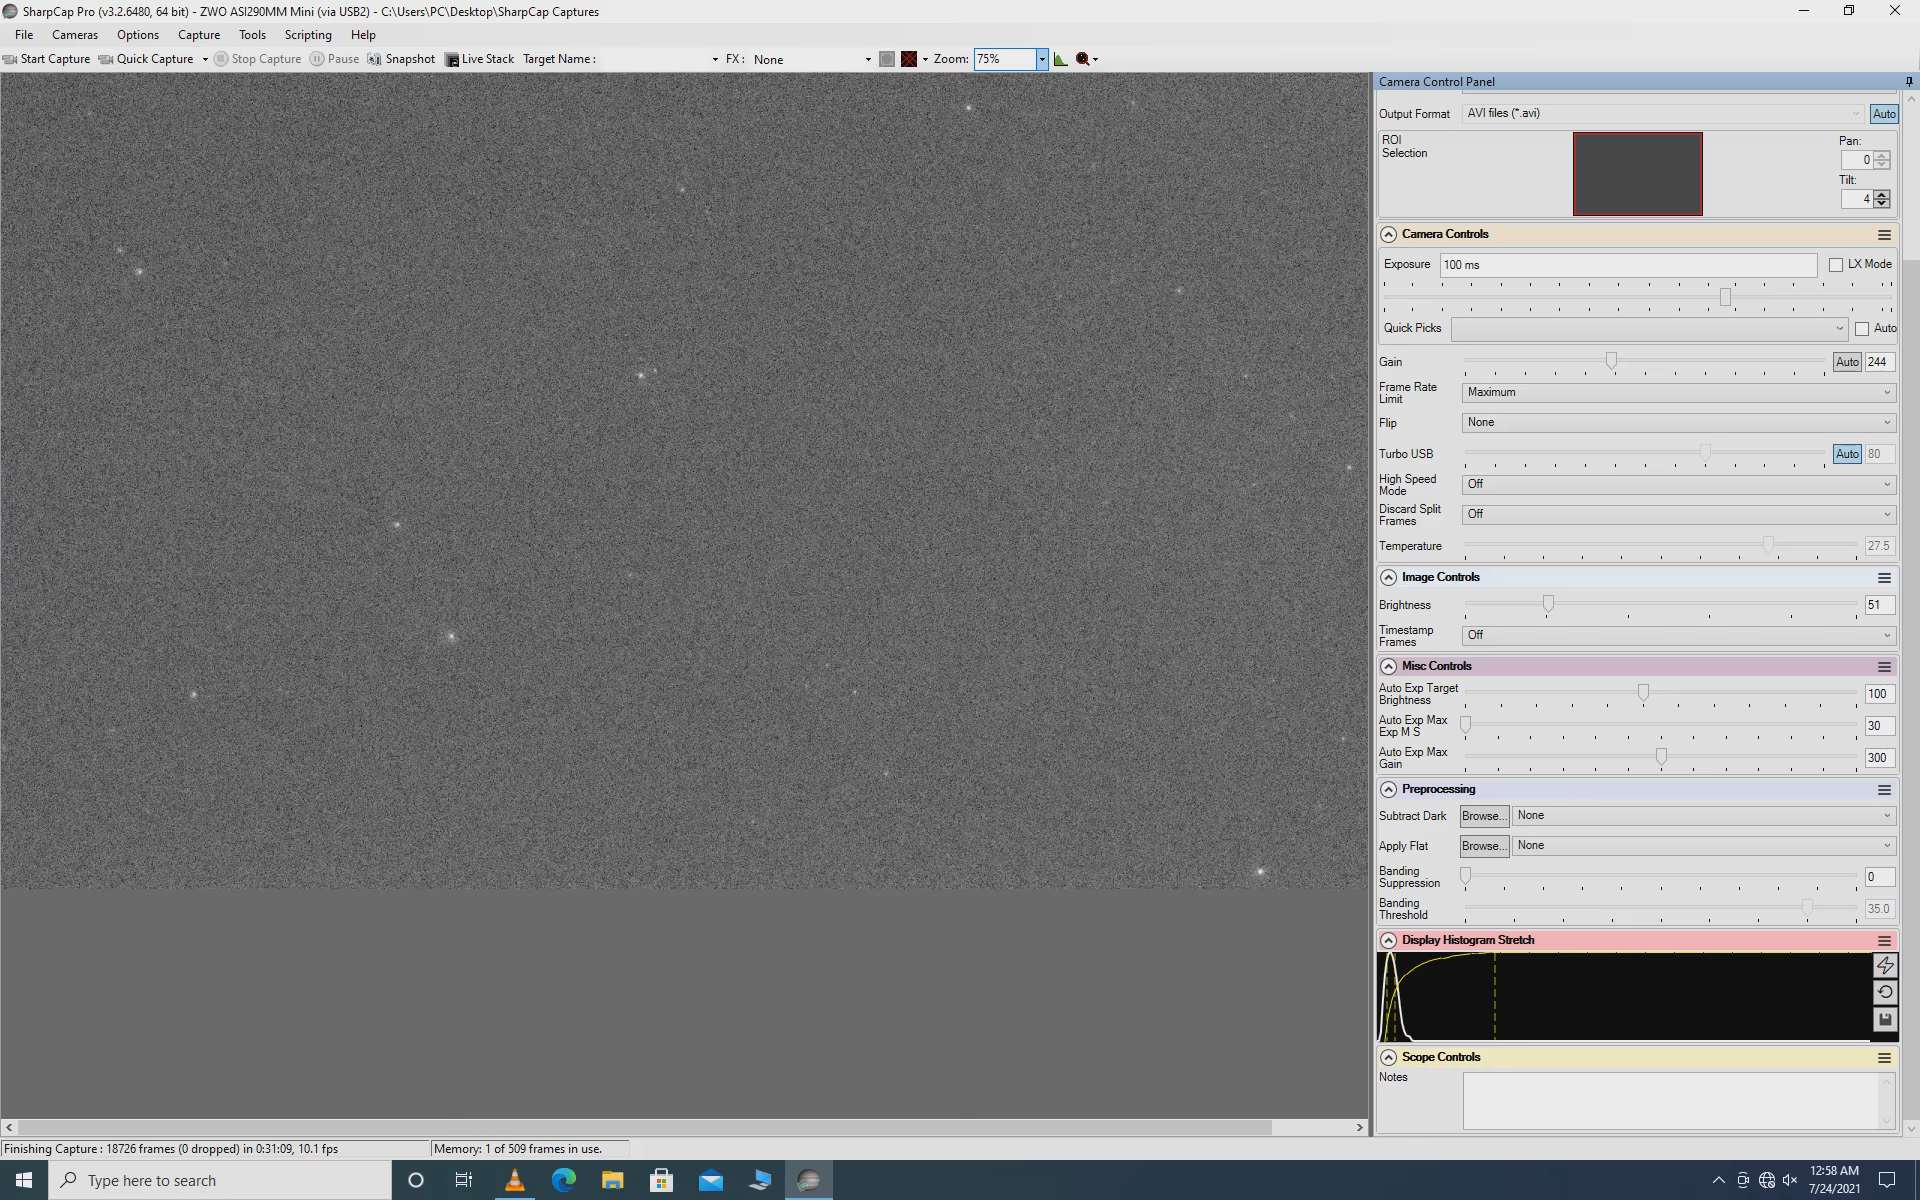 SharpCap Pro (v3.2.6480, 64 bit) - ZWO ASI290MM Mini (via USB2) - C:\Users\PC\Desktop\SharpCap Captures
File Cameras Options Capture Tools Scripting Help
Start Capture Quick Capture Stop Capture Pause Snapshot Live Stack Target Name : FX : None Zoom: 75%
Camera Control Panel
Output Format AVI files (*.avi) Auto
ROI Selection
Pan:
0
Tilt:
4
Camera Controls
Exposure 100 ms LX Mode
Quick Picks Auto
Gain Auto 244
Frame Rate Limit Maximum
Flip None
Turbo USB Auto 80
High Speed Mode Off
Discard Split Frames Off
Temperature 27.5
Image Controls
Brightness 51
Timestamp Frames Off
Misc Controls
Auto Exp Target Brightness 100
Auto Exp Max Exp M S 30
Auto Exp Max Gain 300
Preprocessing
Subtract Dark Browse... None
Apply Flat Browse... None
Banding Suppression 0
Banding Threshold 35.0
Display Histogram Stretch
Scope Controls
Notes
Finishing Capture : 18726 frames (0 dropped) in 0:31:09, 10.1 fps Memory: 1 of 509 frames in use.
Type here to search
12:58 AM
7/24/2021